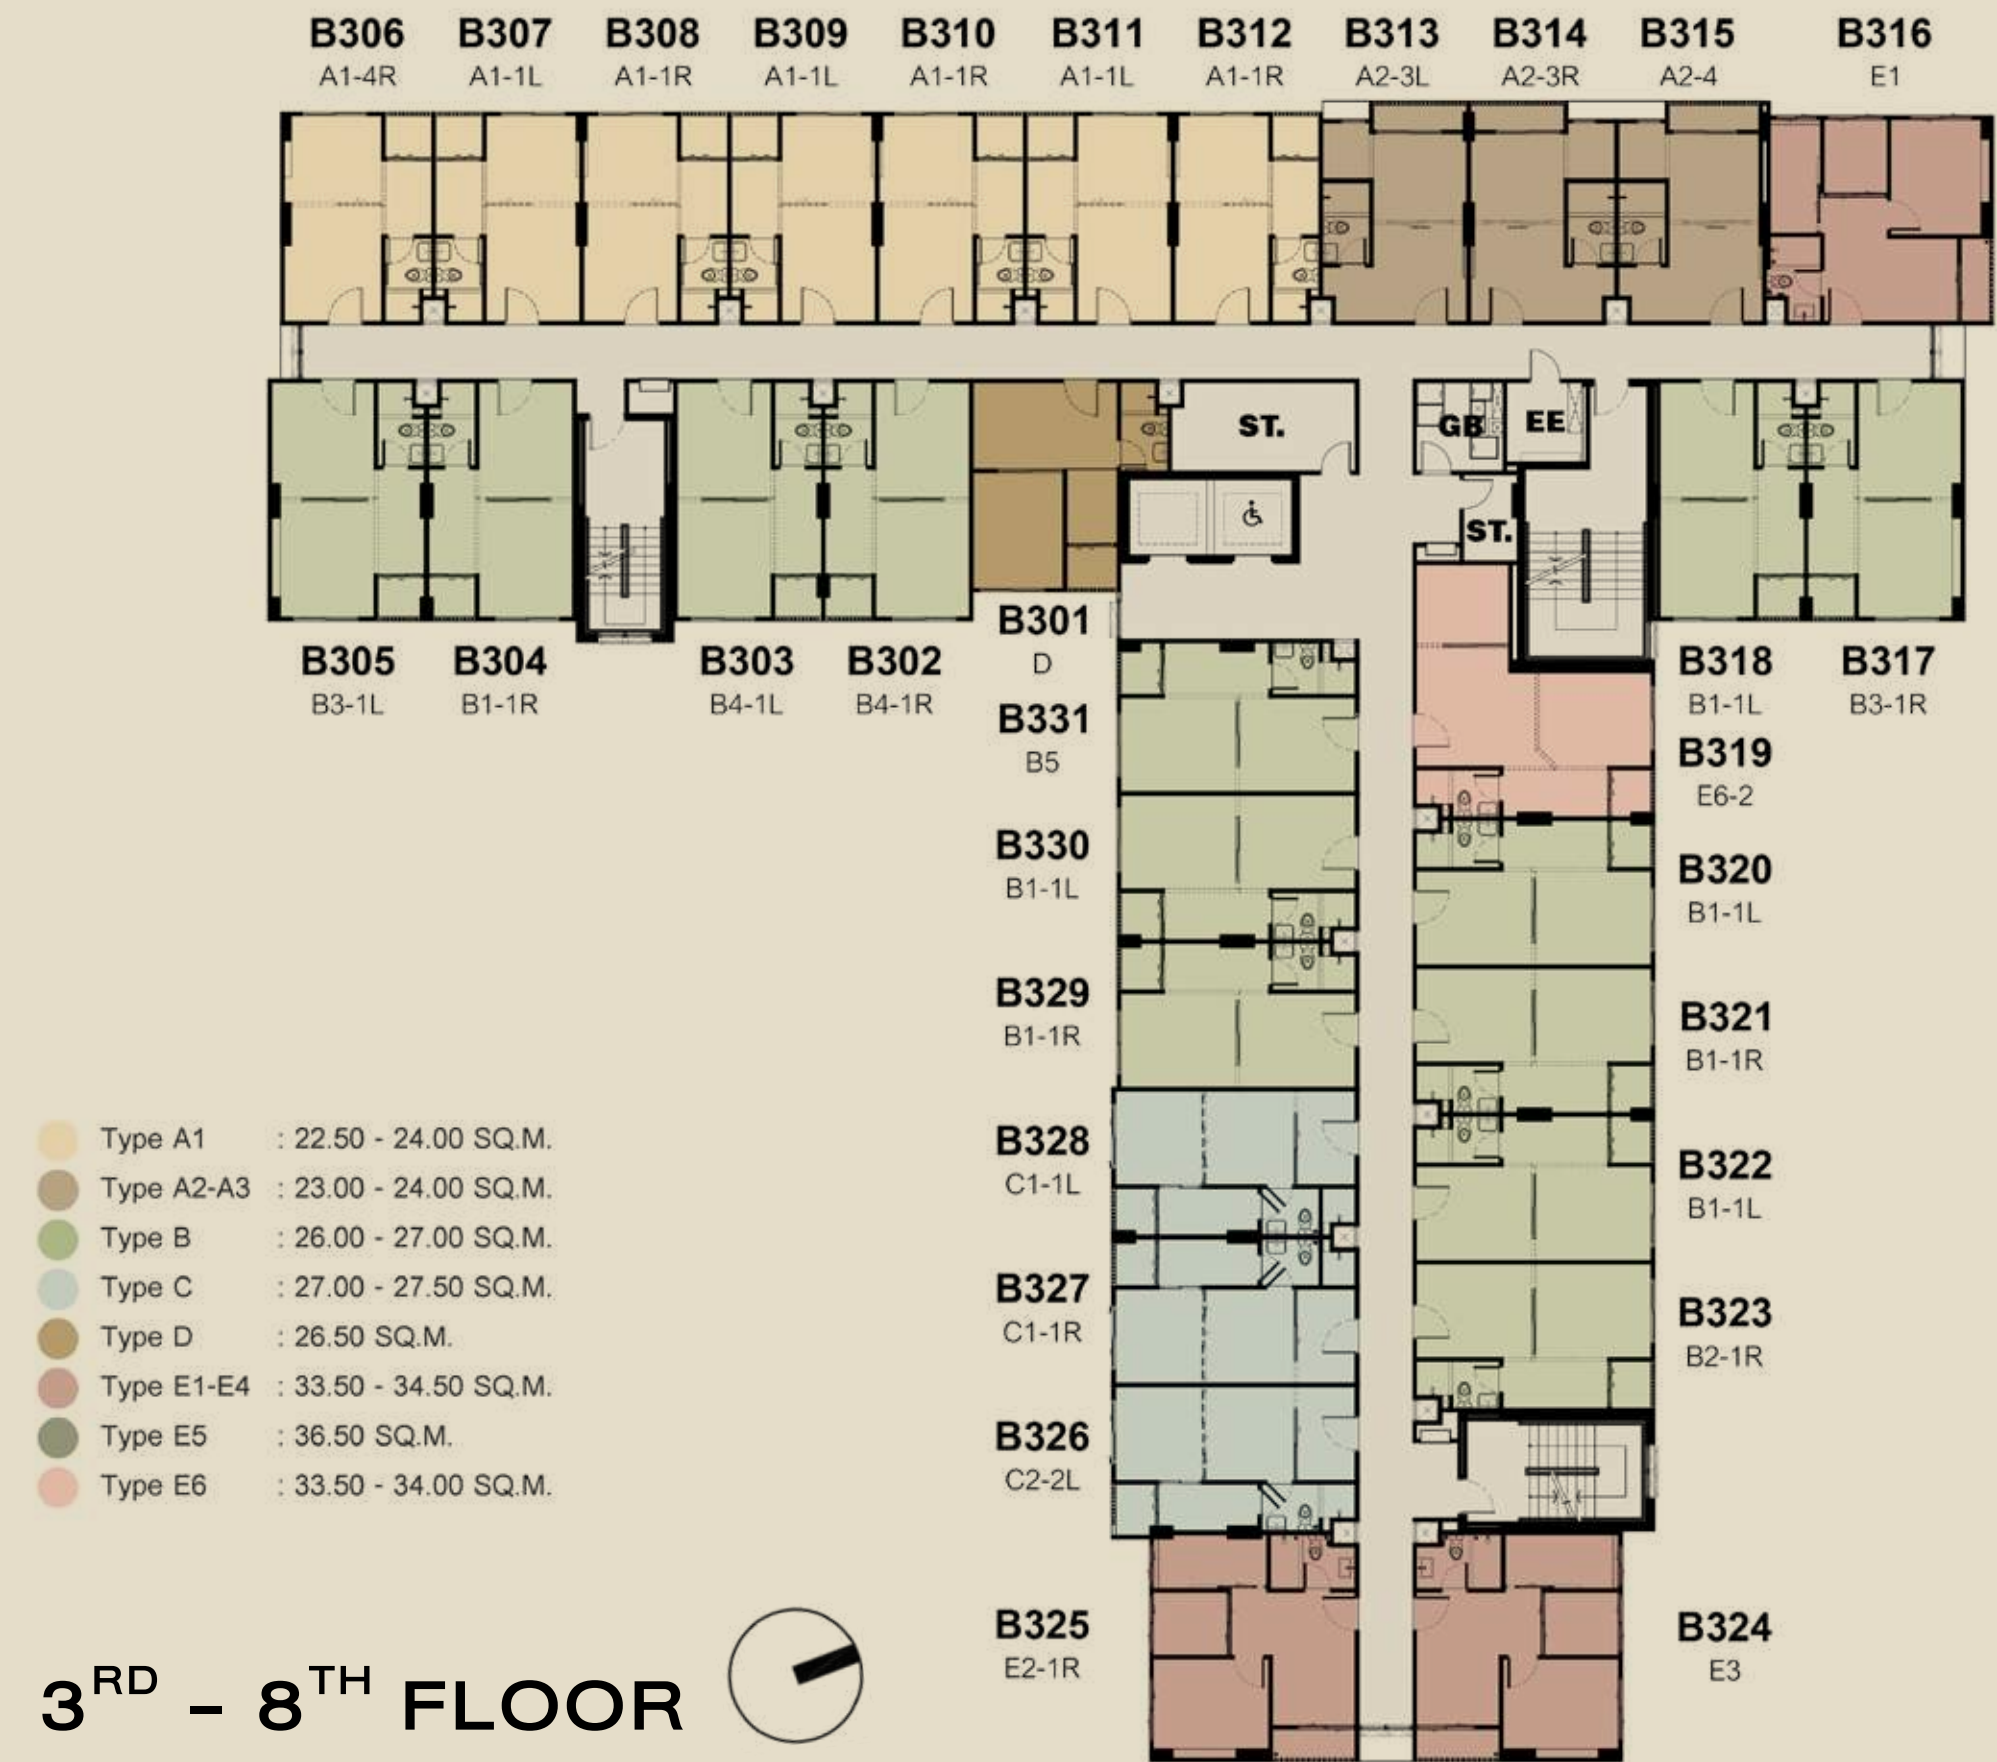 B306 B307 B308 B309 B310 B311 B312 B313 B314 B315 B316
A1-4R A1-1L A1-1R A1-1L A1-1R A1-1L A1-1R A2-3L A2-3R A2-4 E1
ST. GB EE
ST.
B301
D
B305 B304 B303 B302 B318 B317
B3-1L B1-1R B4-1L B4-1R B1-1L B3-1R
B331 B319
B5 E6-2
B330 B320
B1-1L B1-1L
B329 B321
B1-1R B1-1R
B328 B322
C1-1L B1-1L
B327 B323
C1-1R B2-1R
B326
C2-2L
B325 B324
E2-1R E3
Type A1 : 22.50 - 24.00 SQ.M.
Type A2-A3 : 23.00 - 24.00 SQ.M.
Type B : 26.00 - 27.00 SQ.M.
Type C : 27.00 - 27.50 SQ.M.
Type D : 26.50 SQ.M.
Type E1-E4 : 33.50 - 34.50 SQ.M.
Type E5 : 36.50 SQ.M.
Type E6 : 33.50 - 34.00 SQ.M.
3RD – 8TH FLOOR